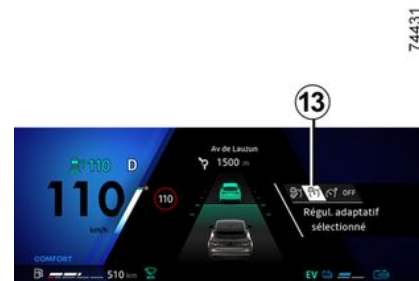 74431
13
110 D
Av de Lauzun
1500 m
110
km/h
110
OFF
Régul. adaptatif
sélectionné
COMFORT
510 km
EV